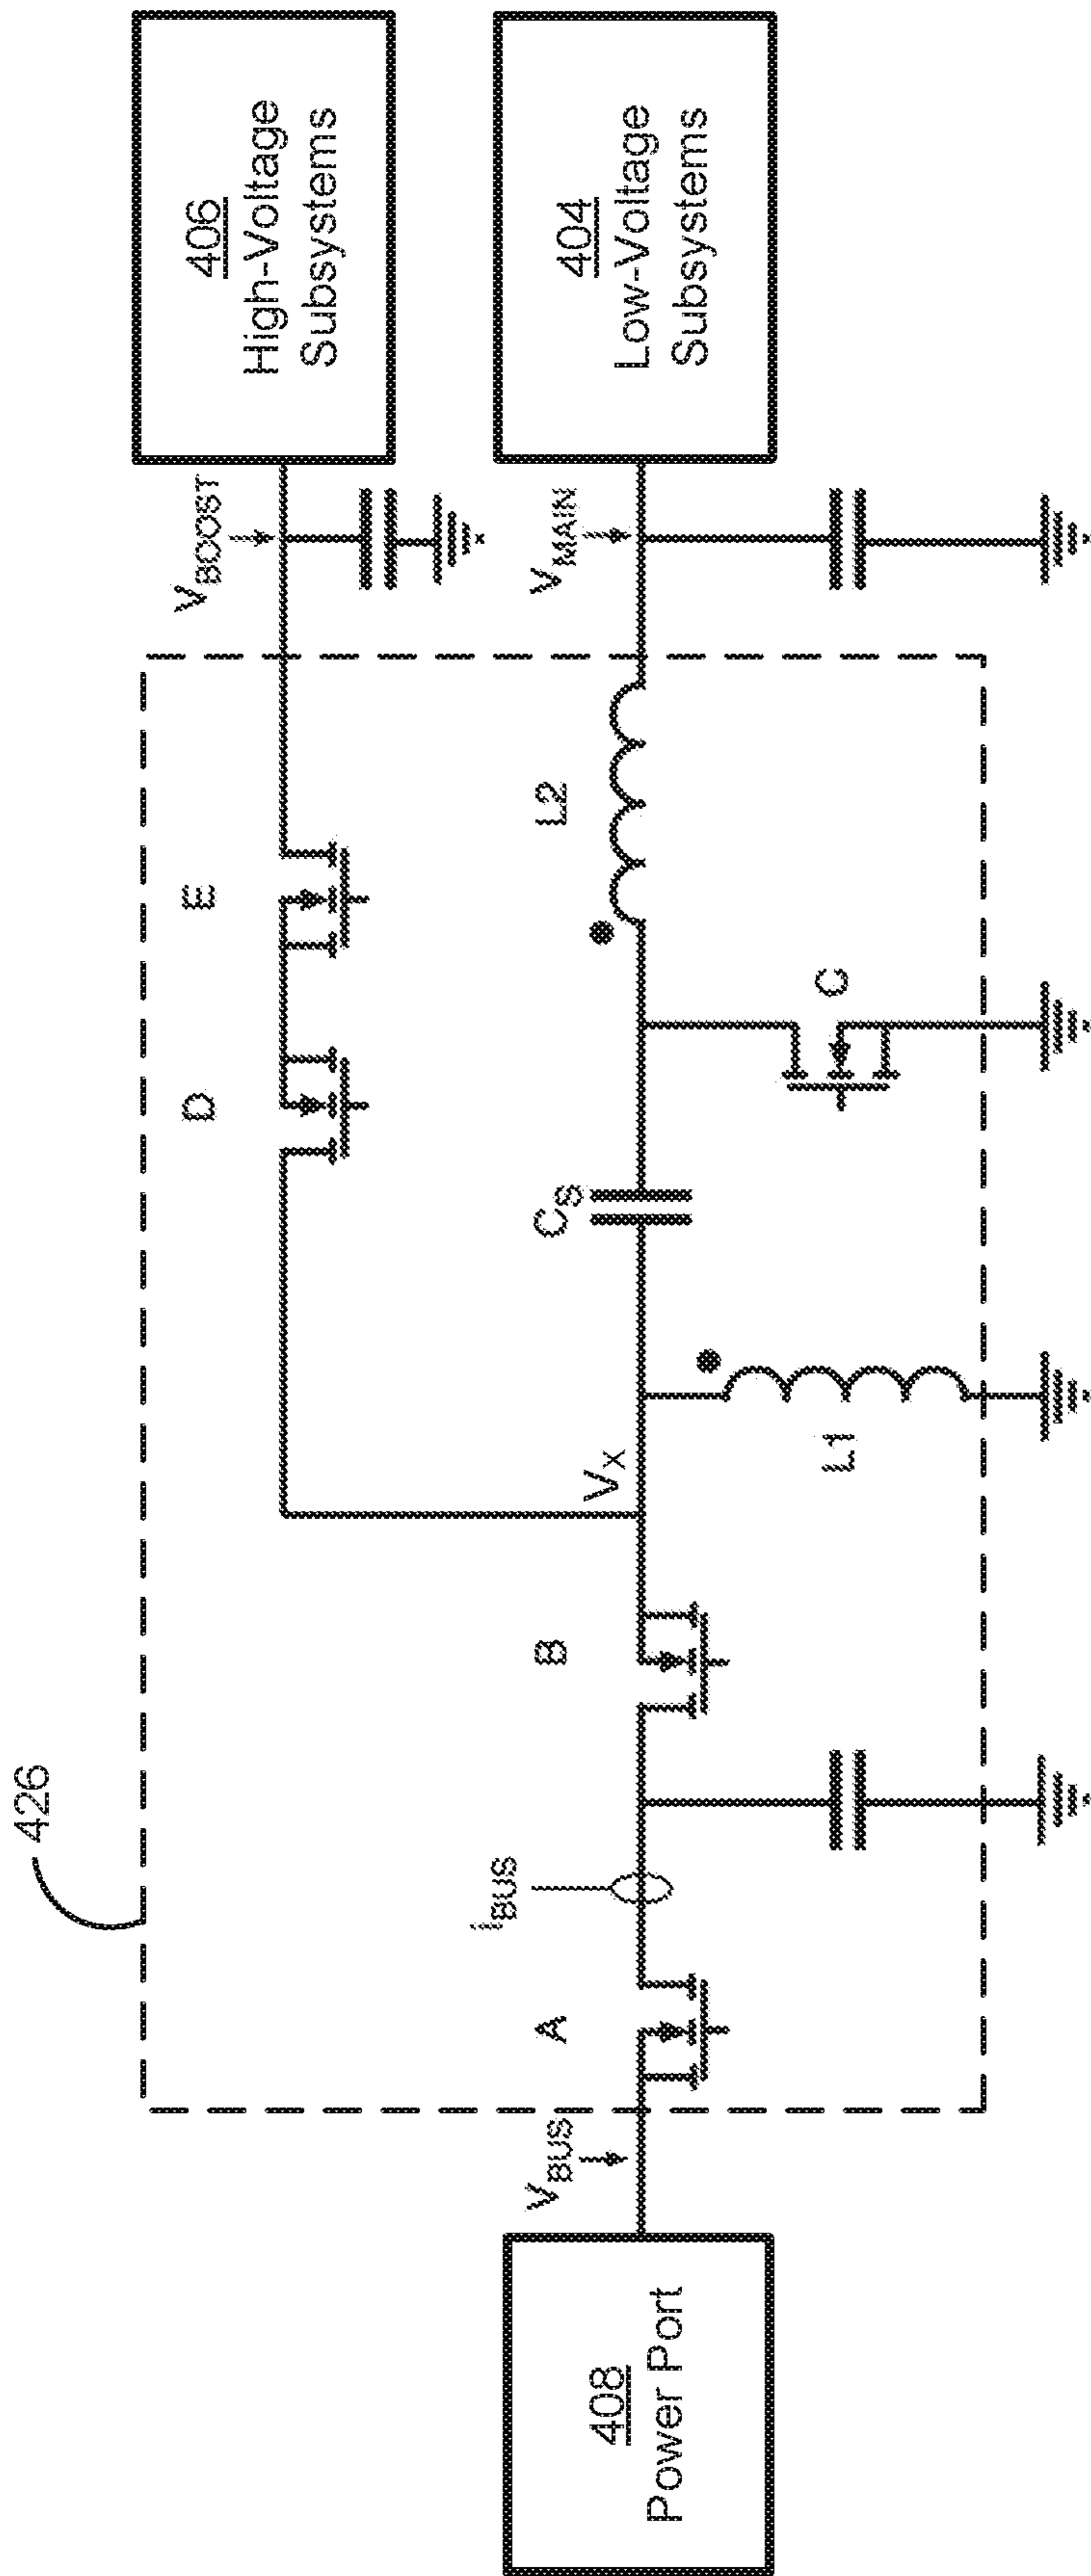 426
408
Power Port
V_BUS
A
i_BUS
B
V_X
L1
C_S
C
L2
D
E
V_BOOST
V_MAIN
406
High-Voltage
Subsystems
404
Low-Voltage
Subsystems